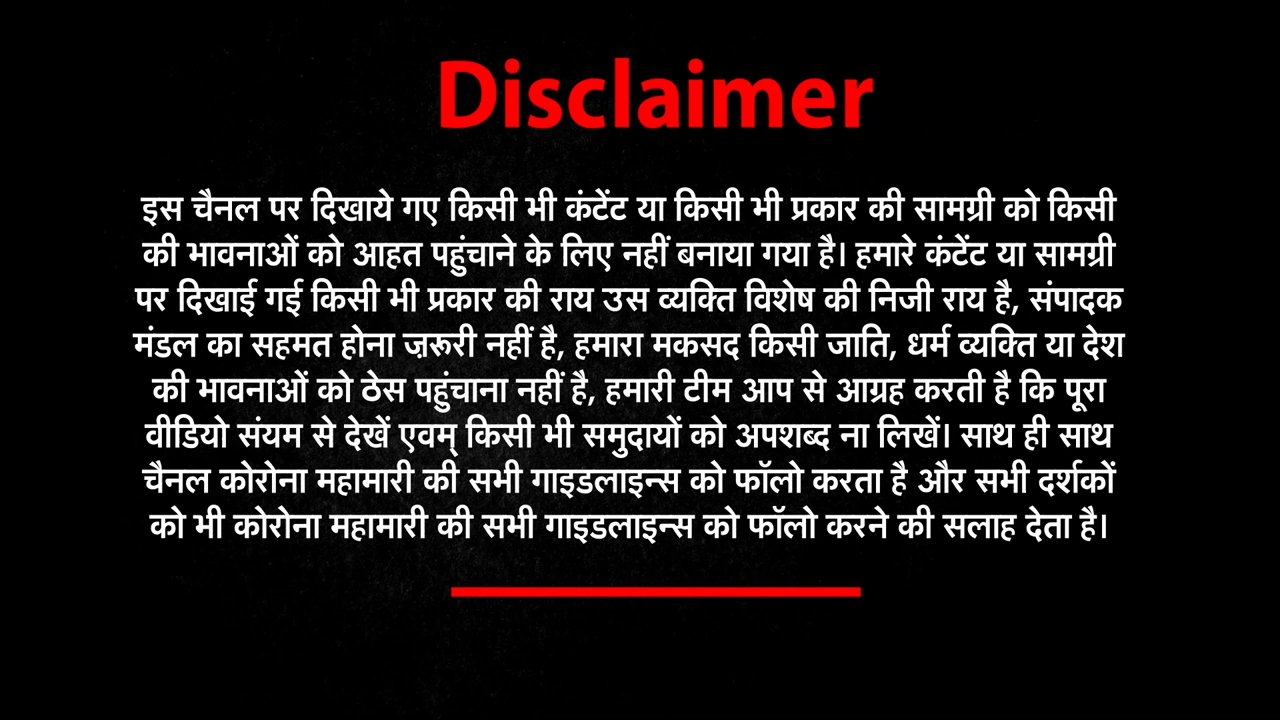 Disclaimer
इस चैनल पर दिखाये गए किसी भी कंटेंट या किसी भी प्रकार की सामग्री को किसी
की भावनाओं को आहत पहुंचाने के लिए नहीं बनाया गया है। हमारे कंटेंट या सामग्री
पर दिखाई गई किसी भी प्रकार की राय उस व्यक्ति विशेष की निजी राय है, संपादक
मंडल का सहमत होना ज़रूरी नहीं है, हमारा मकसद किसी जाति, धर्म व्यक्ति या देश
की भावनाओं को ठेस पहुंचाना नहीं है, हमारी टीम आप से आग्रह करती है कि पूरा
वीडियो संयम से देखें एवम् किसी भी समुदायों को अपशब्द ना लिखें। साथ ही साथ
चैनल कोरोना महामारी की सभी गाइडलाइन्स को फॉलो करता है और सभी दर्शकों
को भी कोरोना महामारी की सभी गाइडलाइन्स को फॉलो करने की सलाह देता है।